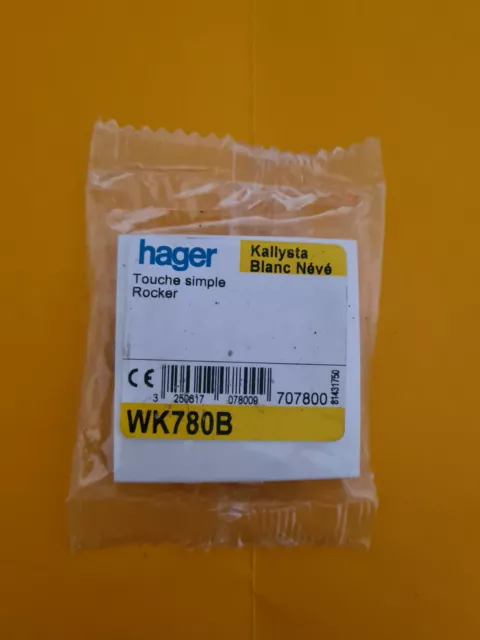 hager
Kallysta
Blanc Névé
Touche simple
Rocker
CE
3 250617 078009
707800
81431750
WK780B